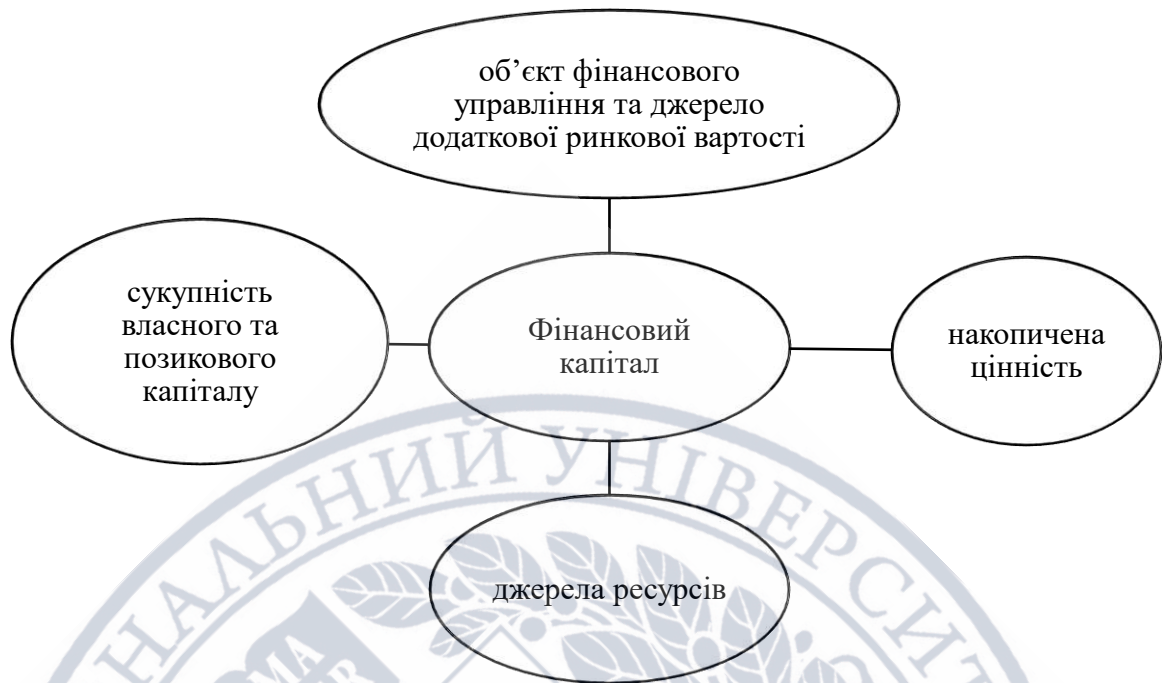 об’єкт фінансового
управління та джерело
додаткової ринкової вартості
сукупність
власного та
позикового
капіталу
Фінансовий
капітал
накопичена
цінність
джерела ресурсів